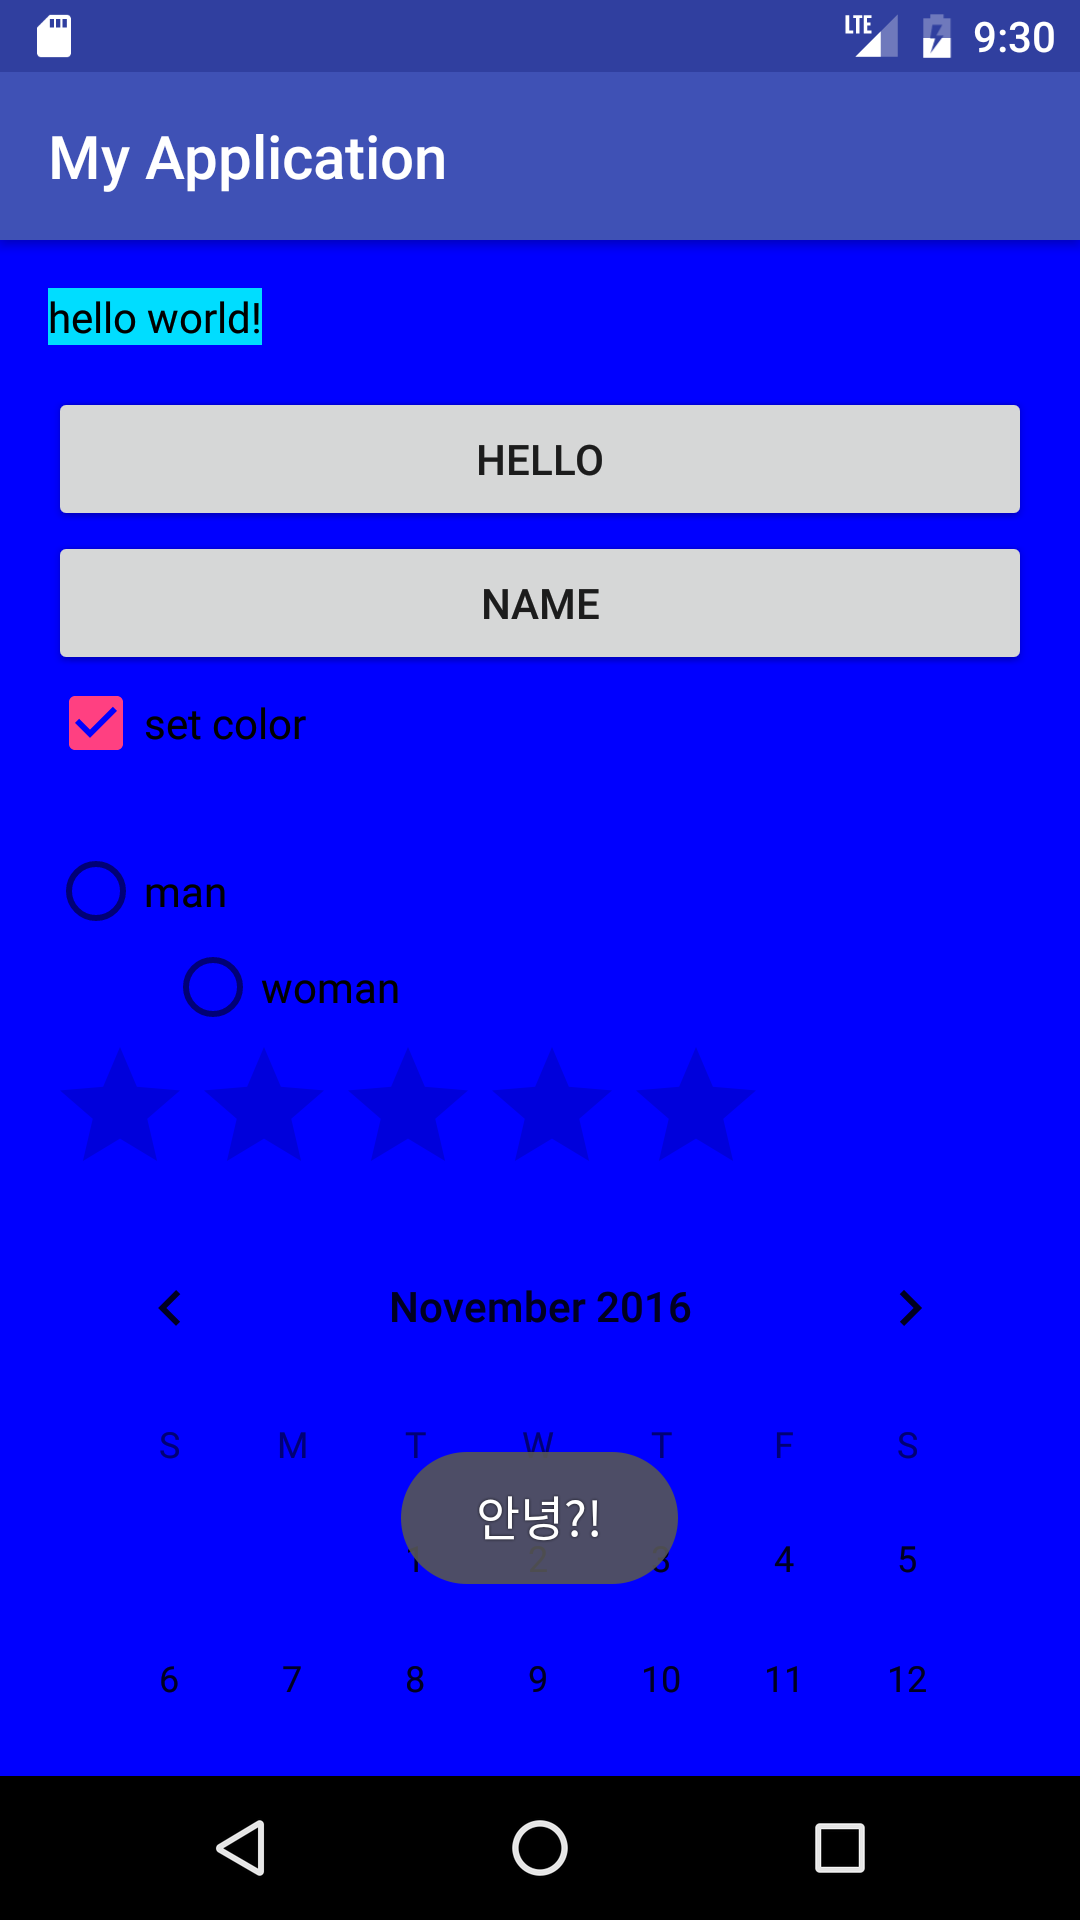 LTE 9:30
My Application
hello world!
HELLO
NAME
set color
man
woman
November 2016
S M T W T F S
안녕?!
1 2 3 4 5
6 7 8 9 10 11 12